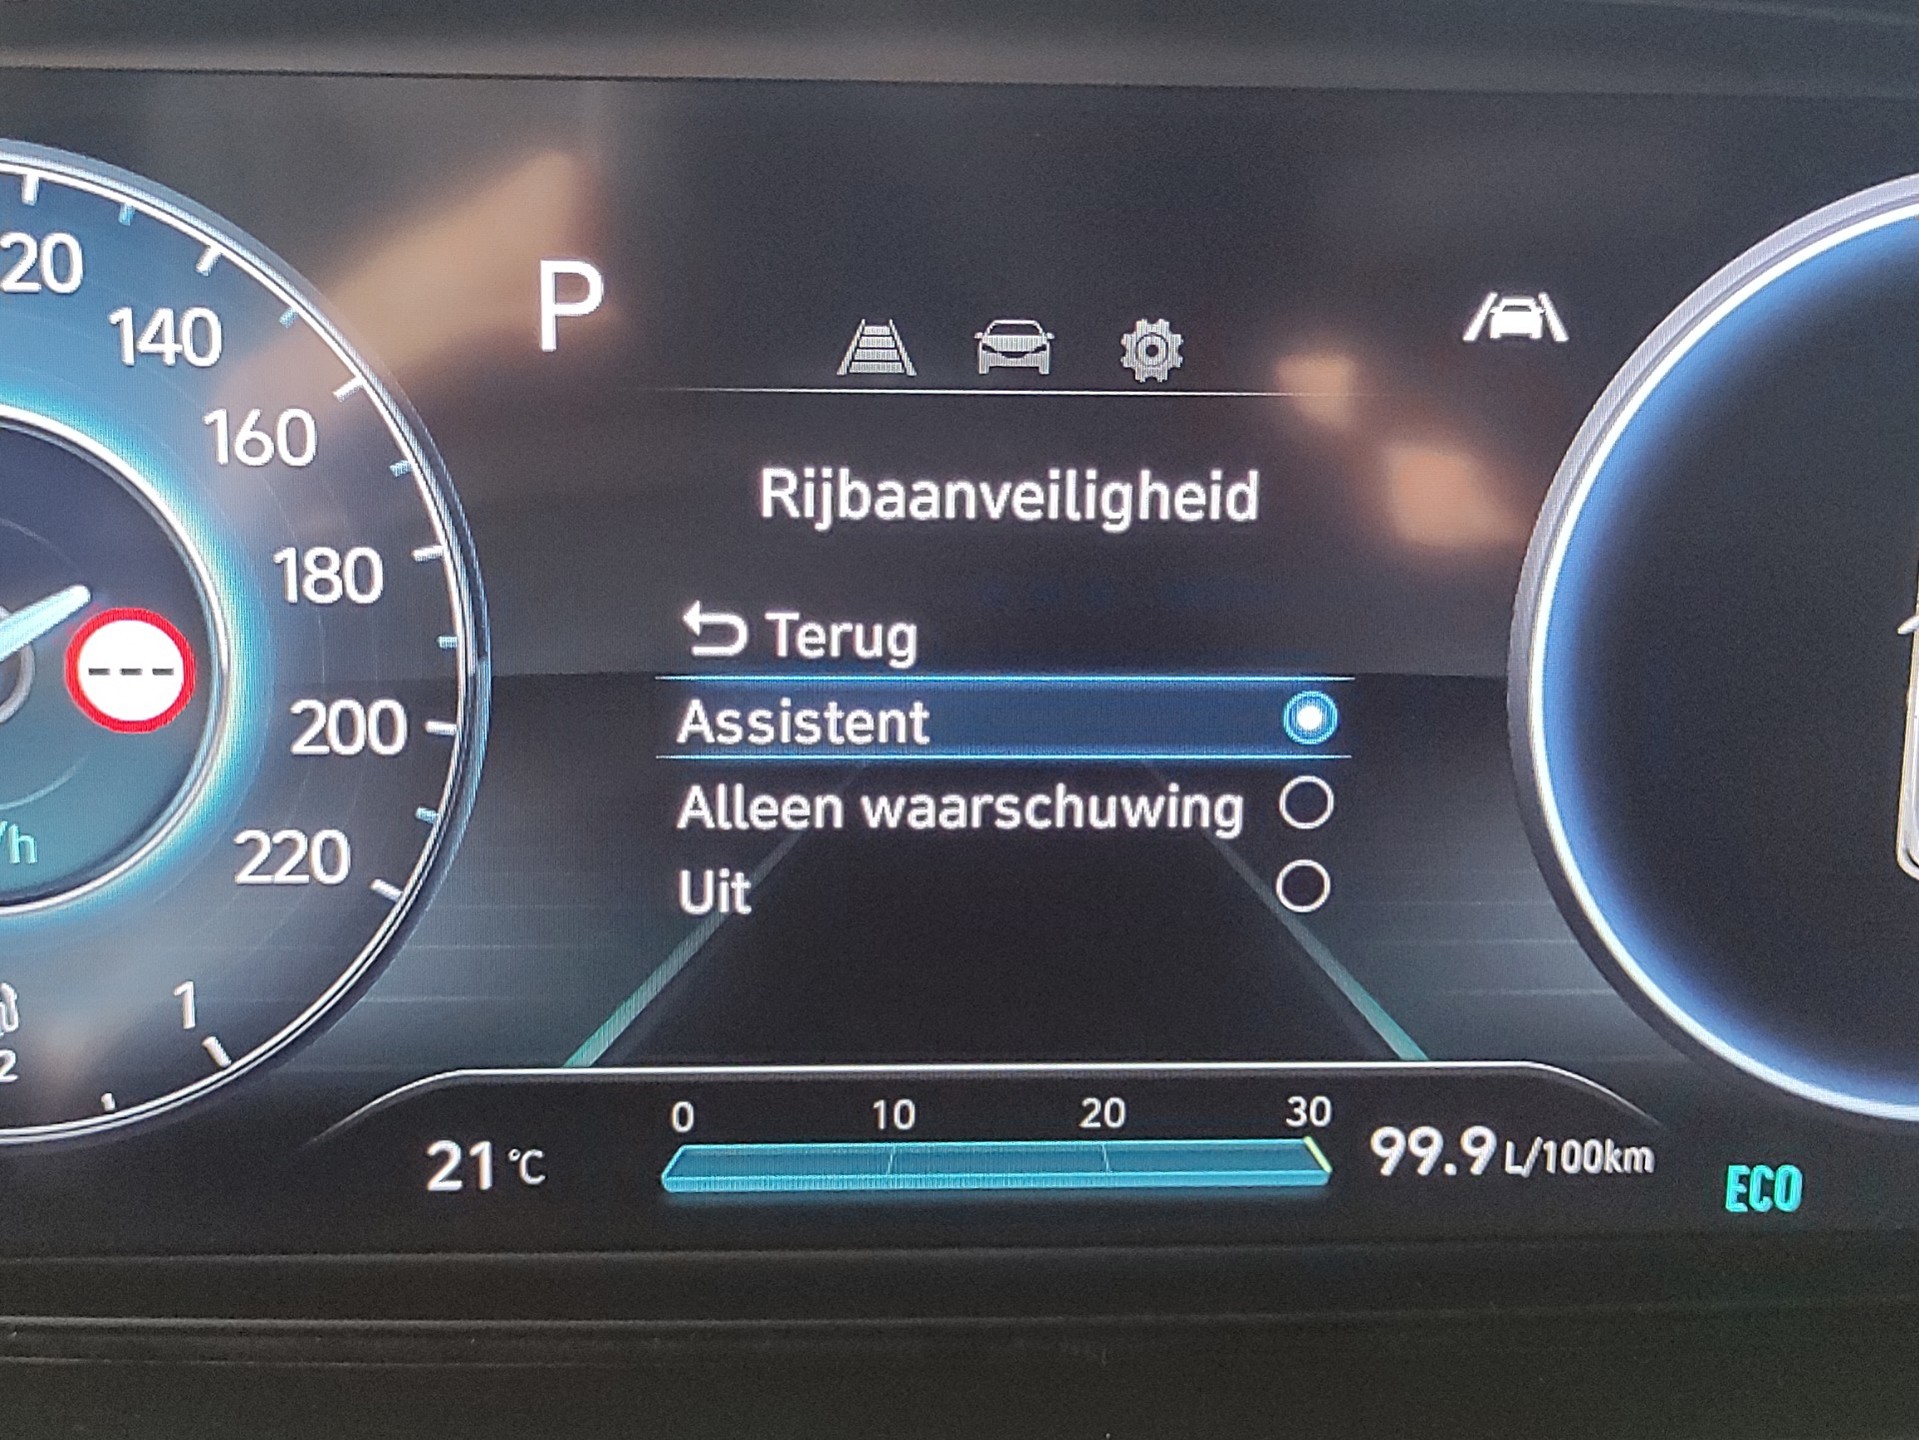 20
140
160
180
200
220
/h
1
2
P
Rijbaanveiligheid
Terug
Assistent
Alleen waarschuwing
Uit
0 10 20 30
21 °C
99.9 L/100km
ECO